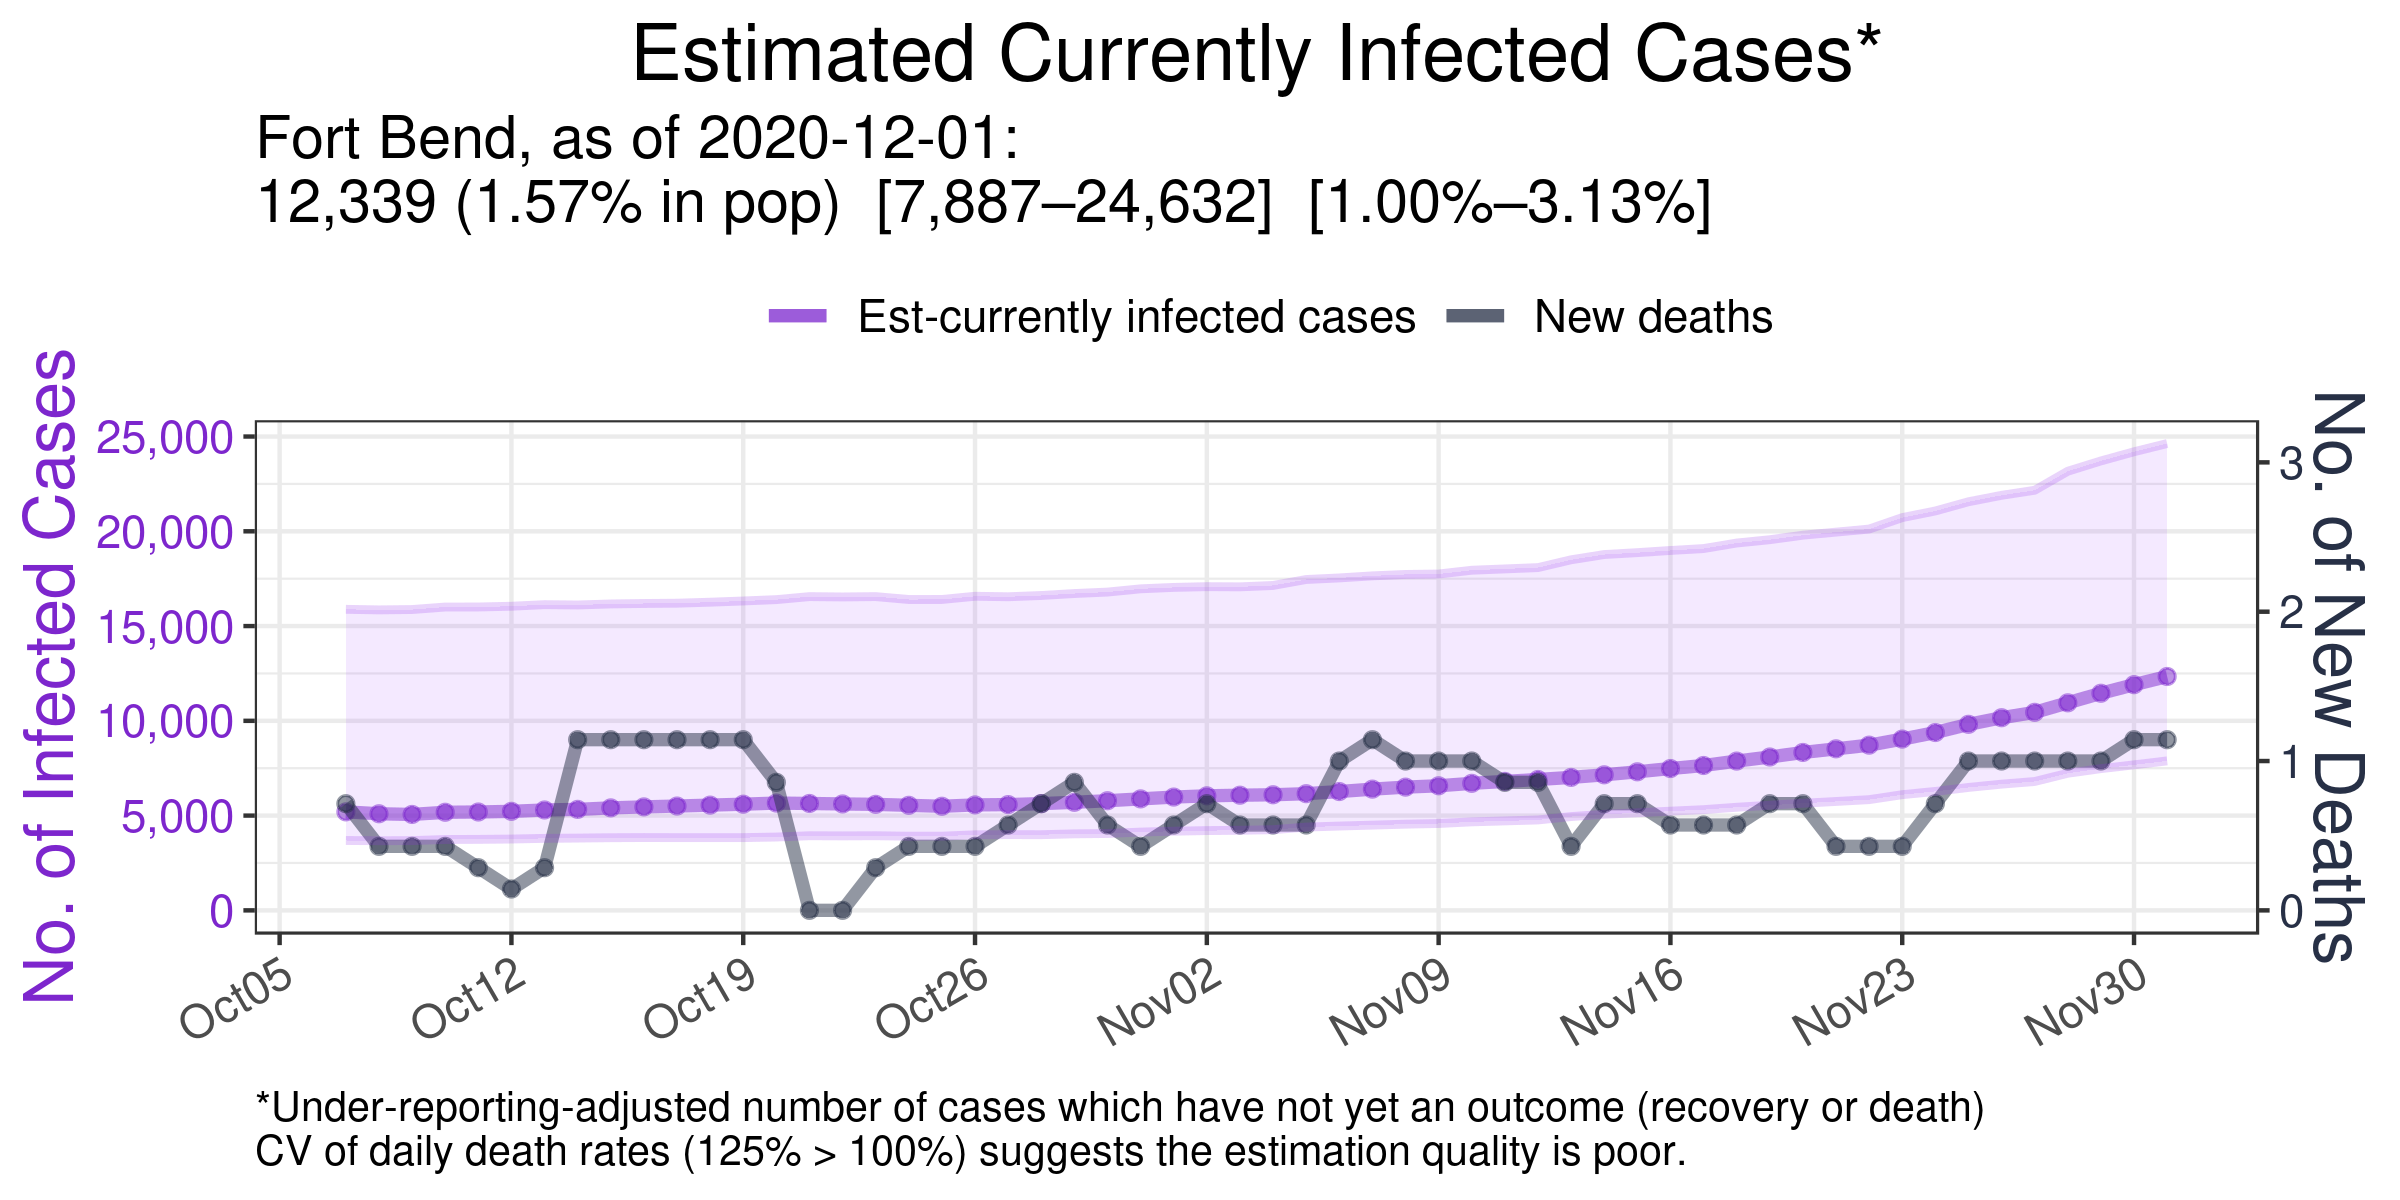 Estimated Currently Infected Cases*
Fort Bend, as of 2020-12-01:
12,339 (1.57% in pop)  [7,887–24,632]  [1.00%–3.13%]
Est-currently infected cases
New deaths
No. of Infected Cases
25,000
20,000
15,000
10,000
5,000
0
3
2
1
0
No. of New Deaths
Oct05
Oct12
Oct19
Oct26
Nov02
Nov09
Nov16
Nov23
Nov30
*Under-reporting-adjusted number of cases which have not yet an outcome (recovery or death)
CV of daily death rates (125% > 100%) suggests the estimation quality is poor.